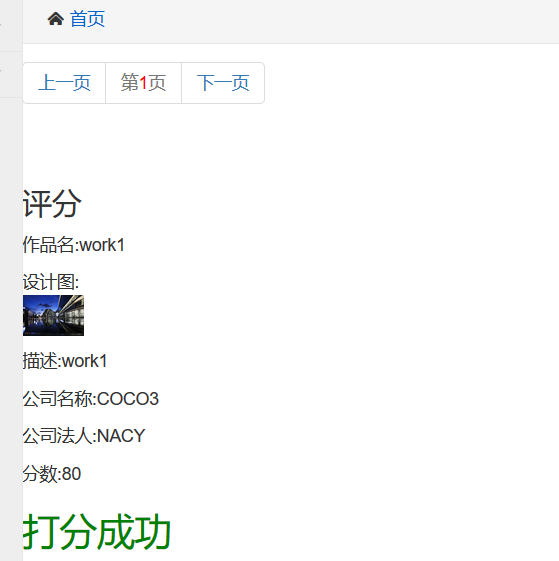 首页
上一页 第1页 下一页
评分
作品名:work1
设计图:
描述:work1
公司名称:COCO3
公司法人:NACY
分数:80
打分成功